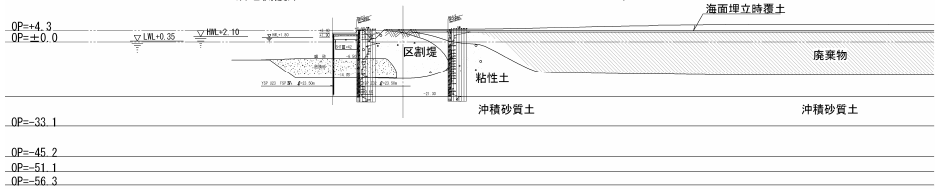 海面埋立時覆土
OP=+4.3
OP=±0.0
LWL+0.35
HWL+2.10
区割堤
廃棄物
粘性土
沖積砂質土
沖積砂質土
OP=-33.1
OP=-45.2
OP=-51.1
OP=-56.3